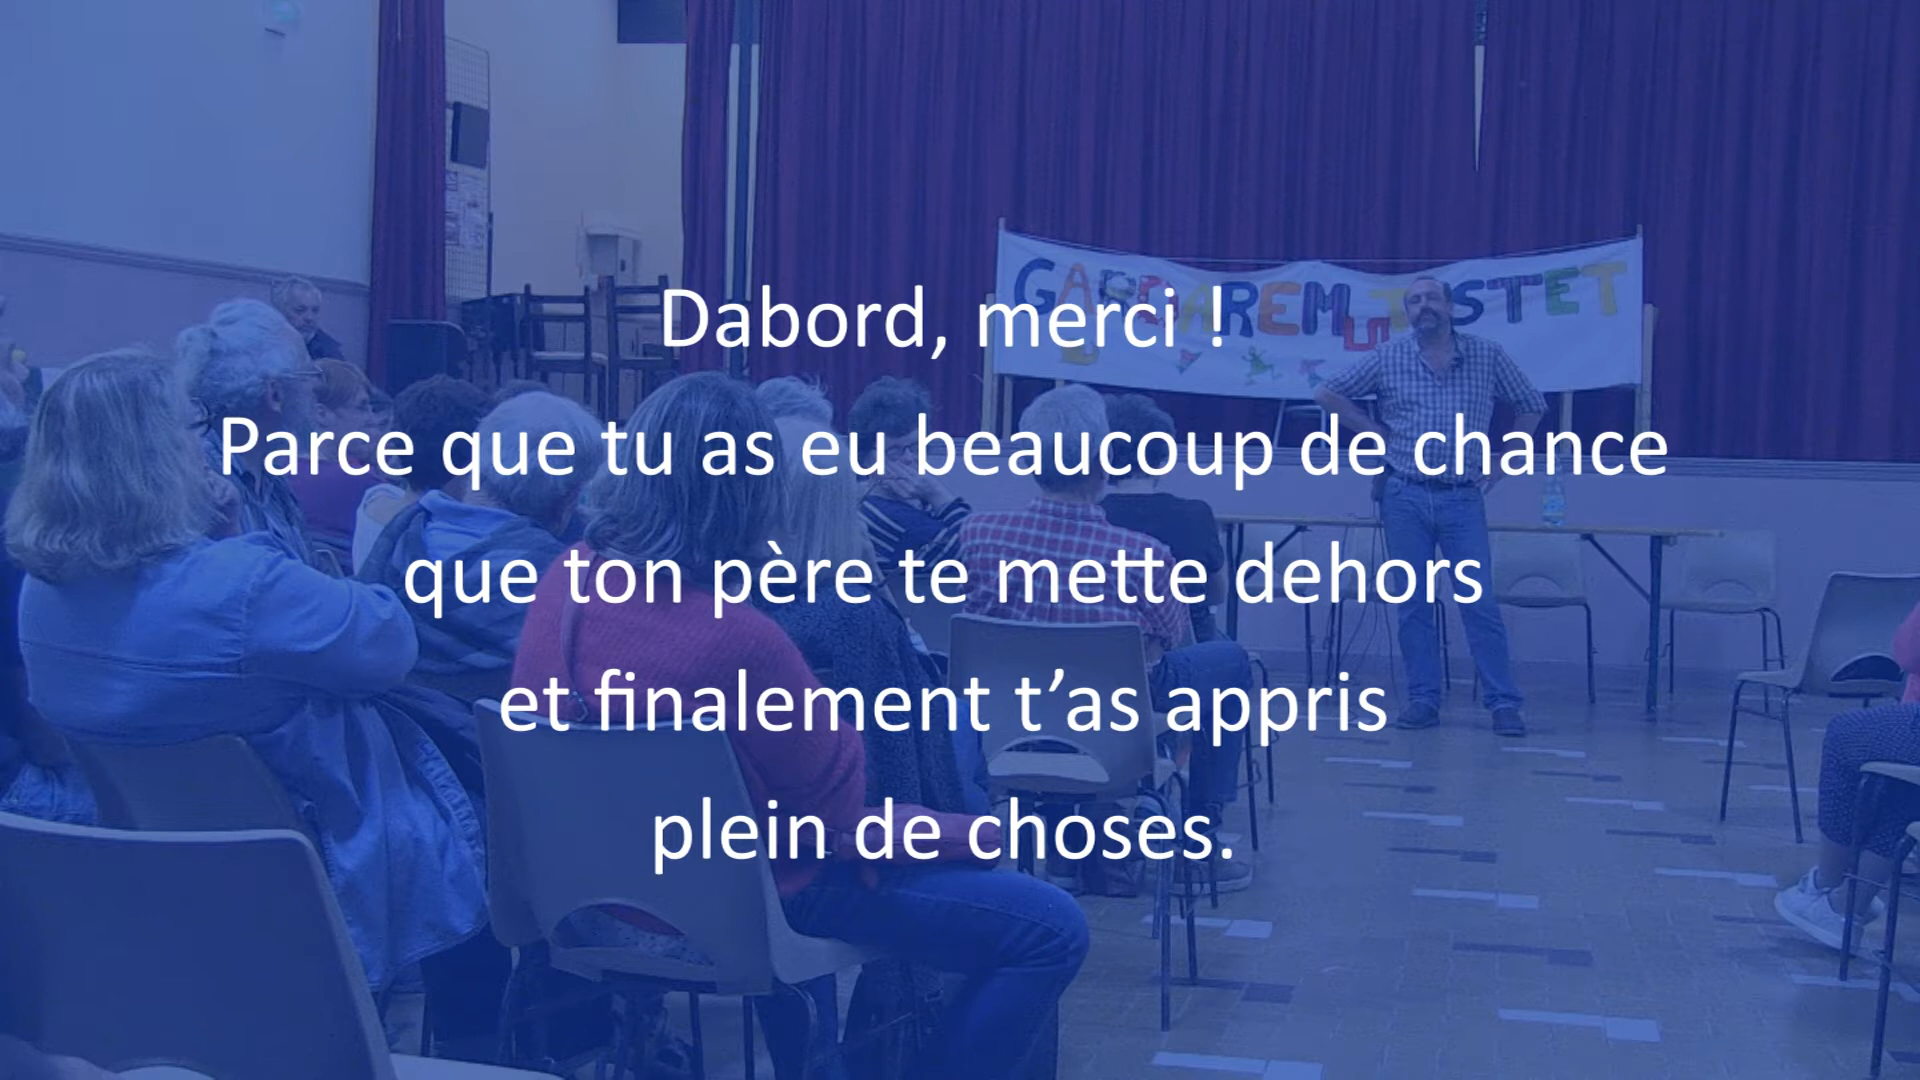 Dabord, merci !
Parce que tu as eu beaucoup de chance
que ton père te mette dehors
et finalement t’as appris
plein de choses.